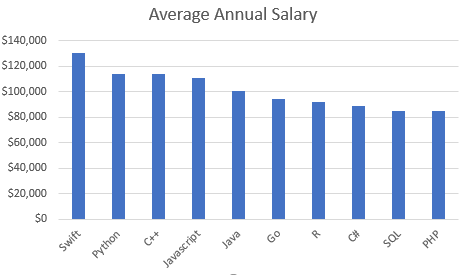 Average Annual Salary
$140,000
$120,000
$100,000
$80,000
$60,000
$40,000
$20,000
$0
Swift
Python
C++
Javascript
Java
Go
R
C#
SQL
PHP